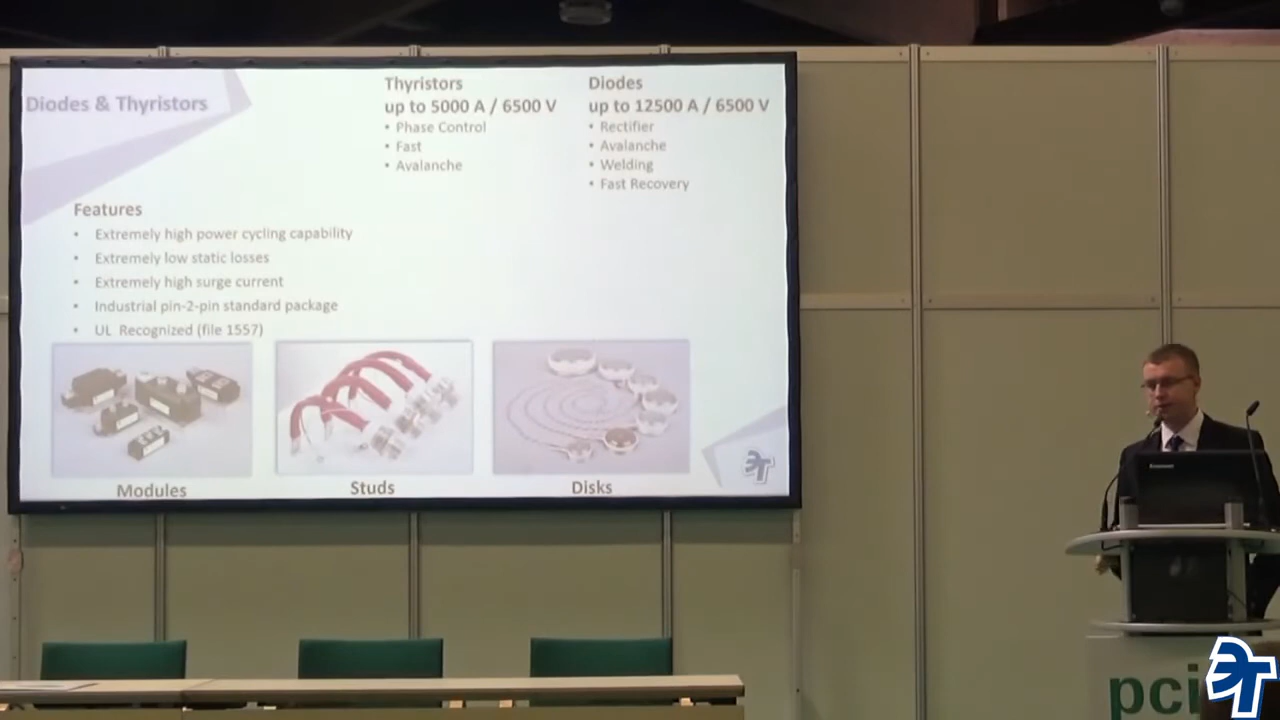 Diodes & Thyristors
Thyristors
up to 5000 A / 6500 V
• Phase Control
• Fast
• Avalanche
Diodes
up to 12500 A / 6500 V
• Rectifier
• Avalanche
• Welding
• Fast Recovery
Features
• Extremely high power cycling capability
• Extremely low static losses
• Extremely high surge current
• Industrial pin-2-pin standard package
• UL Recognized (file 1557)
Modules
Studs
Disks
ЭТ
pci
ЭТ